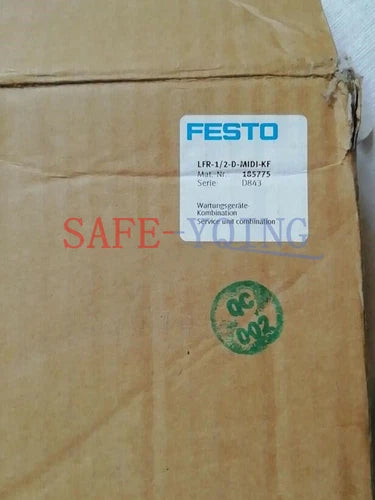 FESTO
LFR-1/2-D-MIDI-KF
Mat.-Nr. 185775
Serie D843
Wartungsgeräte-
Kombination
Service unit combination
SAFE--YQING
QC
002